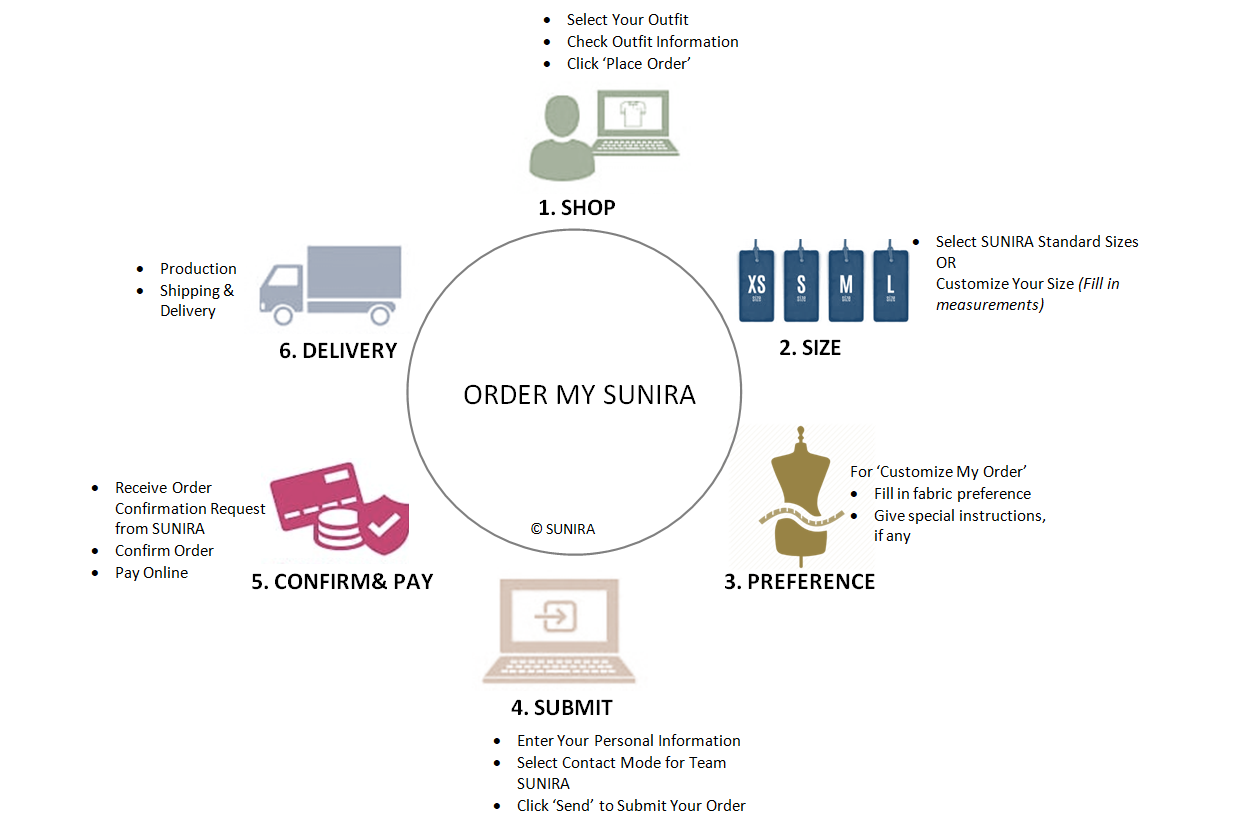 • Select Your Outfit
• Check Outfit Information
• Click ‘Place Order’
1. SHOP
XS
SIZE
S
SIZE
M
SIZE
L
SIZE
• Select SUNIRA Standard Sizes
OR
Customize Your Size (Fill in
measurements)
2. SIZE
For ‘Customize My Order’
• Fill in fabric preference
• Give special instructions,
if any
3. PREFERENCE
4. SUBMIT
• Enter Your Personal Information
• Select Contact Mode for Team
SUNIRA
• Click ‘Send’ to Submit Your Order
• Receive Order
Confirmation Request
from SUNIRA
• Confirm Order
• Pay Online
5. CONFIRM& PAY
• Production
• Shipping &
Delivery
6. DELIVERY
ORDER MY SUNIRA
© SUNIRA